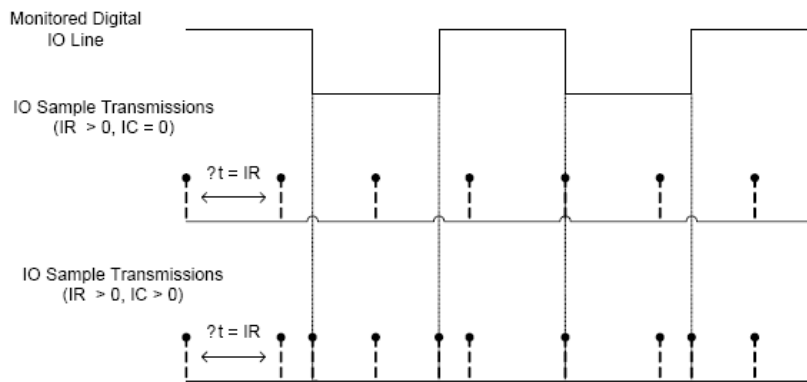 Monitored Digital
IO Line
IO Sample Transmissions
(IR > 0, IC = 0)
?t = IR
IO Sample Transmissions
(IR > 0, IC > 0)
?t = IR